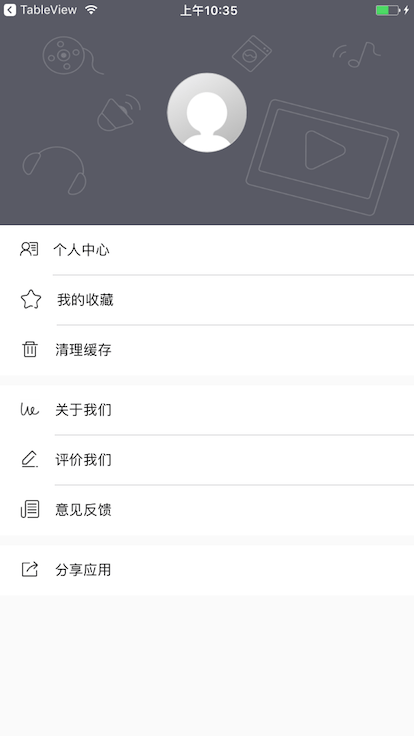 TableView
上午10:35
个人中心
我的收藏
清理缓存
关于我们
评价我们
意见反馈
分享应用